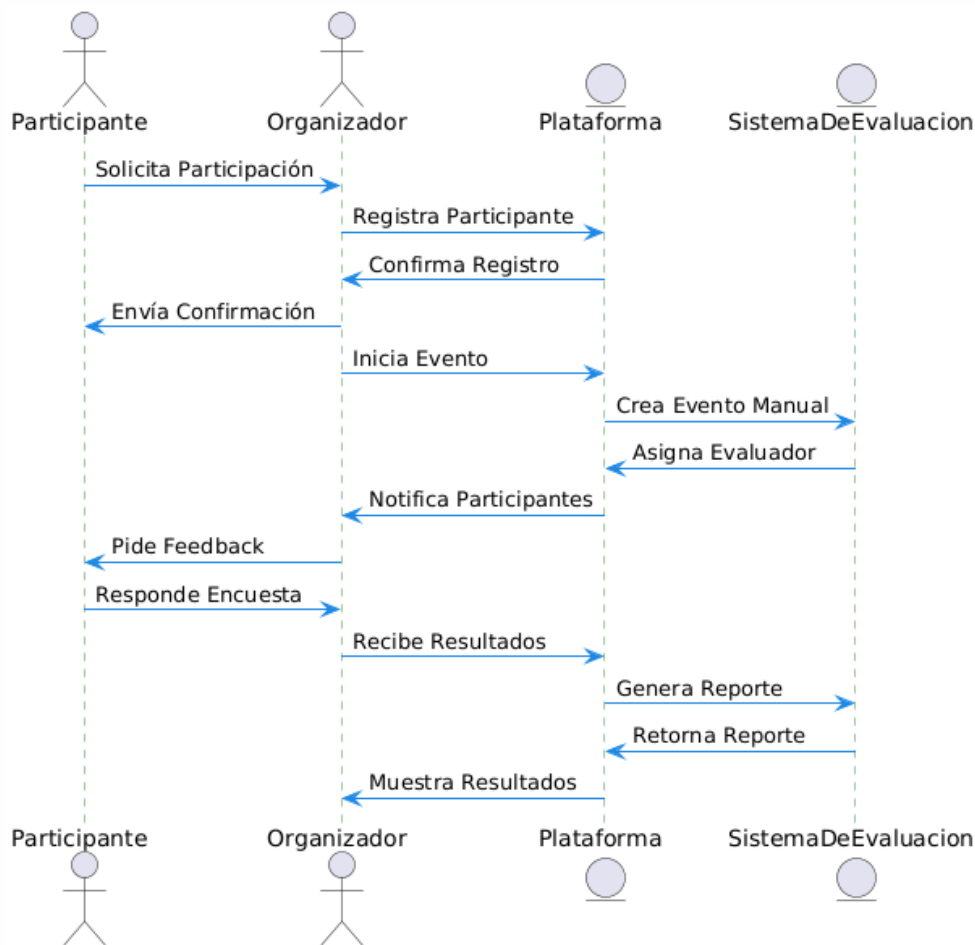 Participante
Organizador
Plataforma
SistemaDeEvaluacion
Solicita Participación
Registra Participante
Confirma Registro
Envía Confirmación
Inicia Evento
Crea Evento Manual
Asigna Evaluador
Notifica Participantes
Pide Feedback
Responde Encuesta
Recibe Resultados
Genera Reporte
Retorna Reporte
Muestra Resultados
Participante
Organizador
Plataforma
SistemaDeEvaluacion